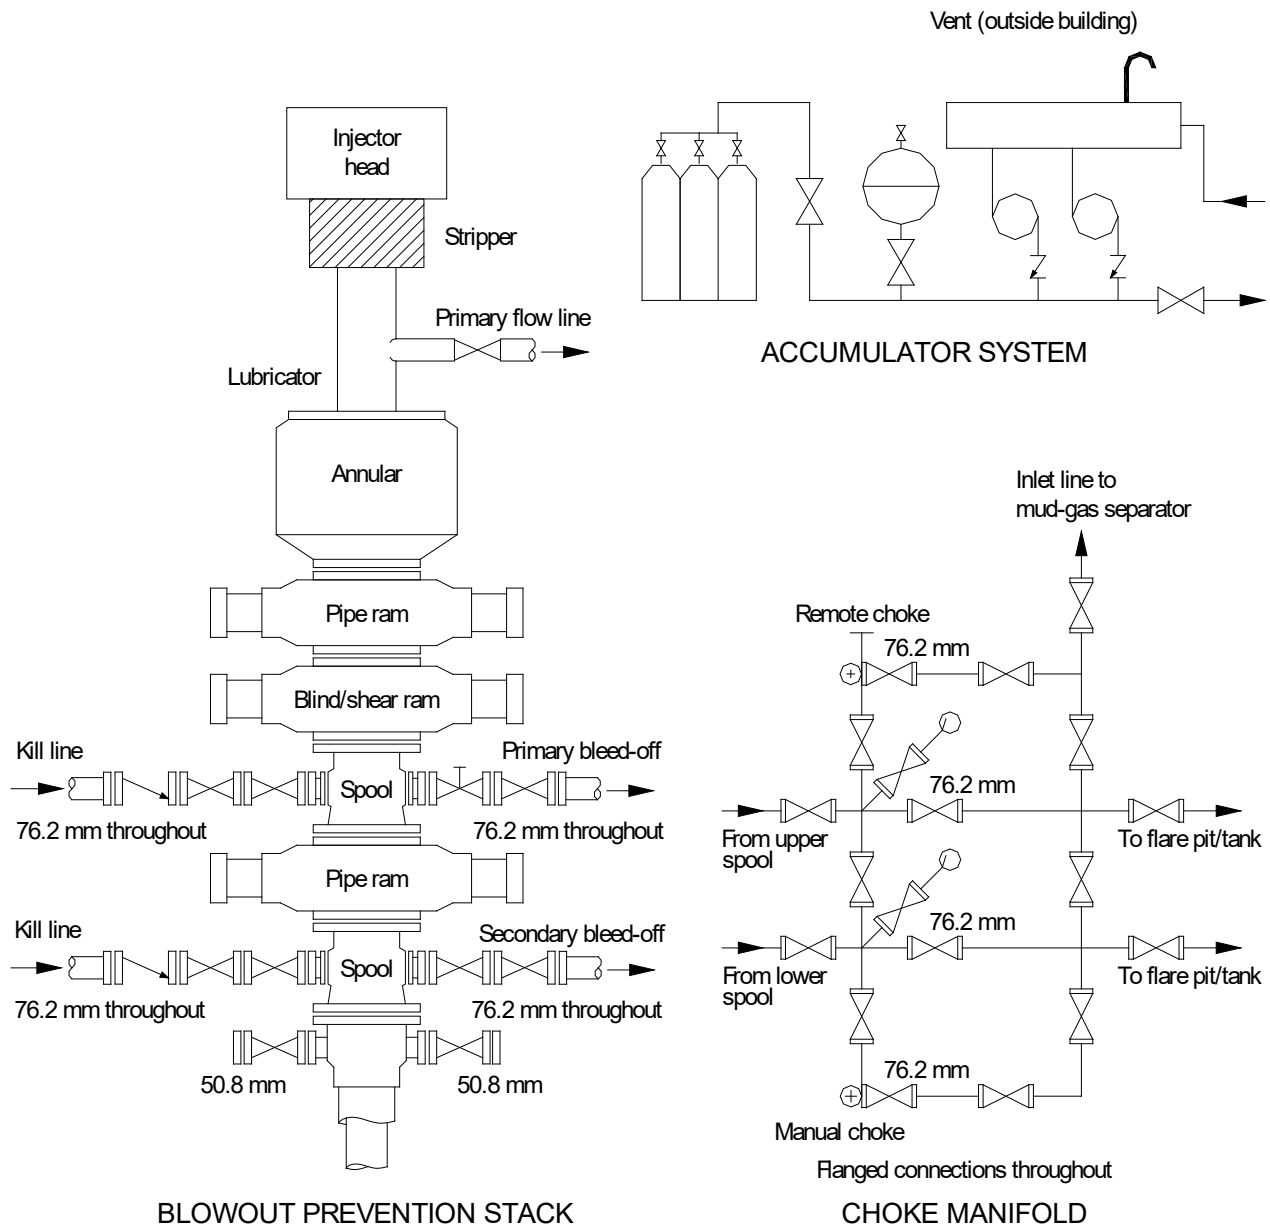 Vent (outside building)
Injector
head
Stripper
Primary flow line
Lubricator
ACCUMULATOR SYSTEM
Annular
Inlet line to
mud-gas separator
Pipe ram
Remote choke
76.2 mm
Blind/shear ram
Kill line
Primary bleed-off
Spool
76.2 mm throughout
76.2 mm throughout
76.2 mm
From upper
spool
To flare pit/tank
Pipe ram
Kill line
Secondary bleed-off
Spool
76.2 mm throughout
76.2 mm throughout
76.2 mm
From lower
spool
To flare pit/tank
50.8 mm
50.8 mm
76.2 mm
Manual choke
Flanged connections throughout
BLOWOUT PREVENTION STACK
CHOKE MANIFOLD